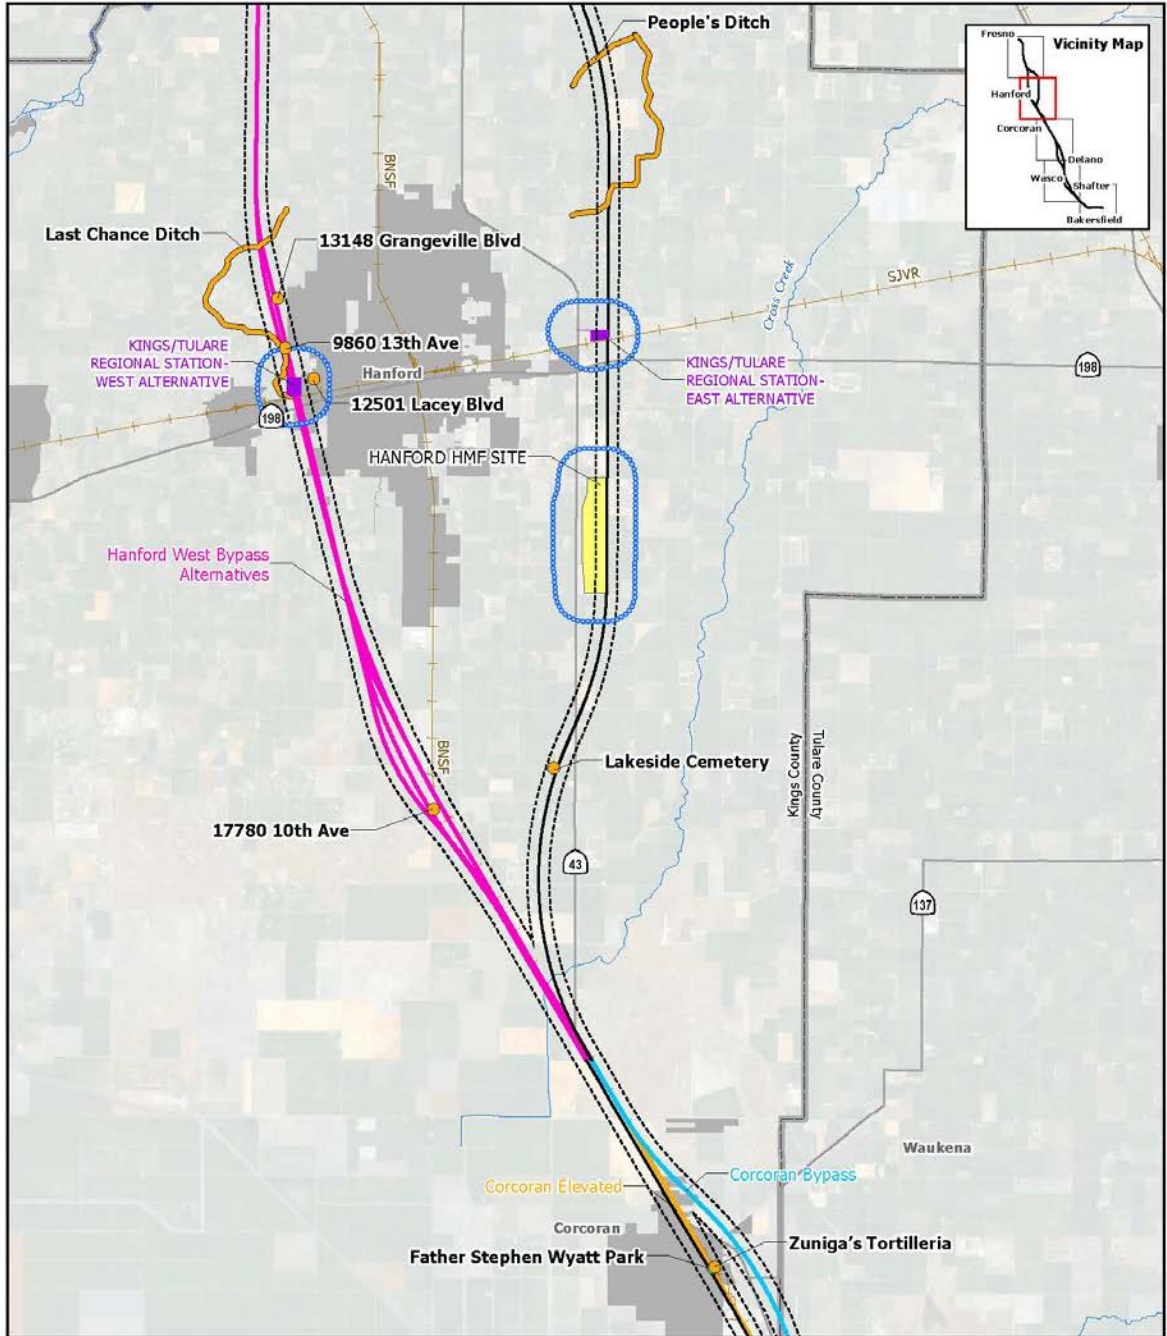 People's Ditch
Vicinity Map
Fresno
Hanford
Corcoran
Delano
Wasco
Shafter
Bakersfield
BNSF
Last Chance Ditch
13148 Grangeville Blvd
Cross Creek
SJVR
9860 13th Ave
KINGS/TULARE
REGIONAL STATION-
WEST ALTERNATIVE
Hanford
KINGS/TULARE
REGIONAL STATION-
EAST ALTERNATIVE
198
12501 Lacey Blvd
198
HANFORD HMF SITE
Hanford West Bypass
Alternatives
BNSF
Lakeside Cemetery
Kings County
Tulare County
17780 10th Ave
43
137
Waukena
Corcoran Elevated
Corcoran Bypass
Corcoran
Zuniga's Tortilleria
Father Stephen Wyatt Park